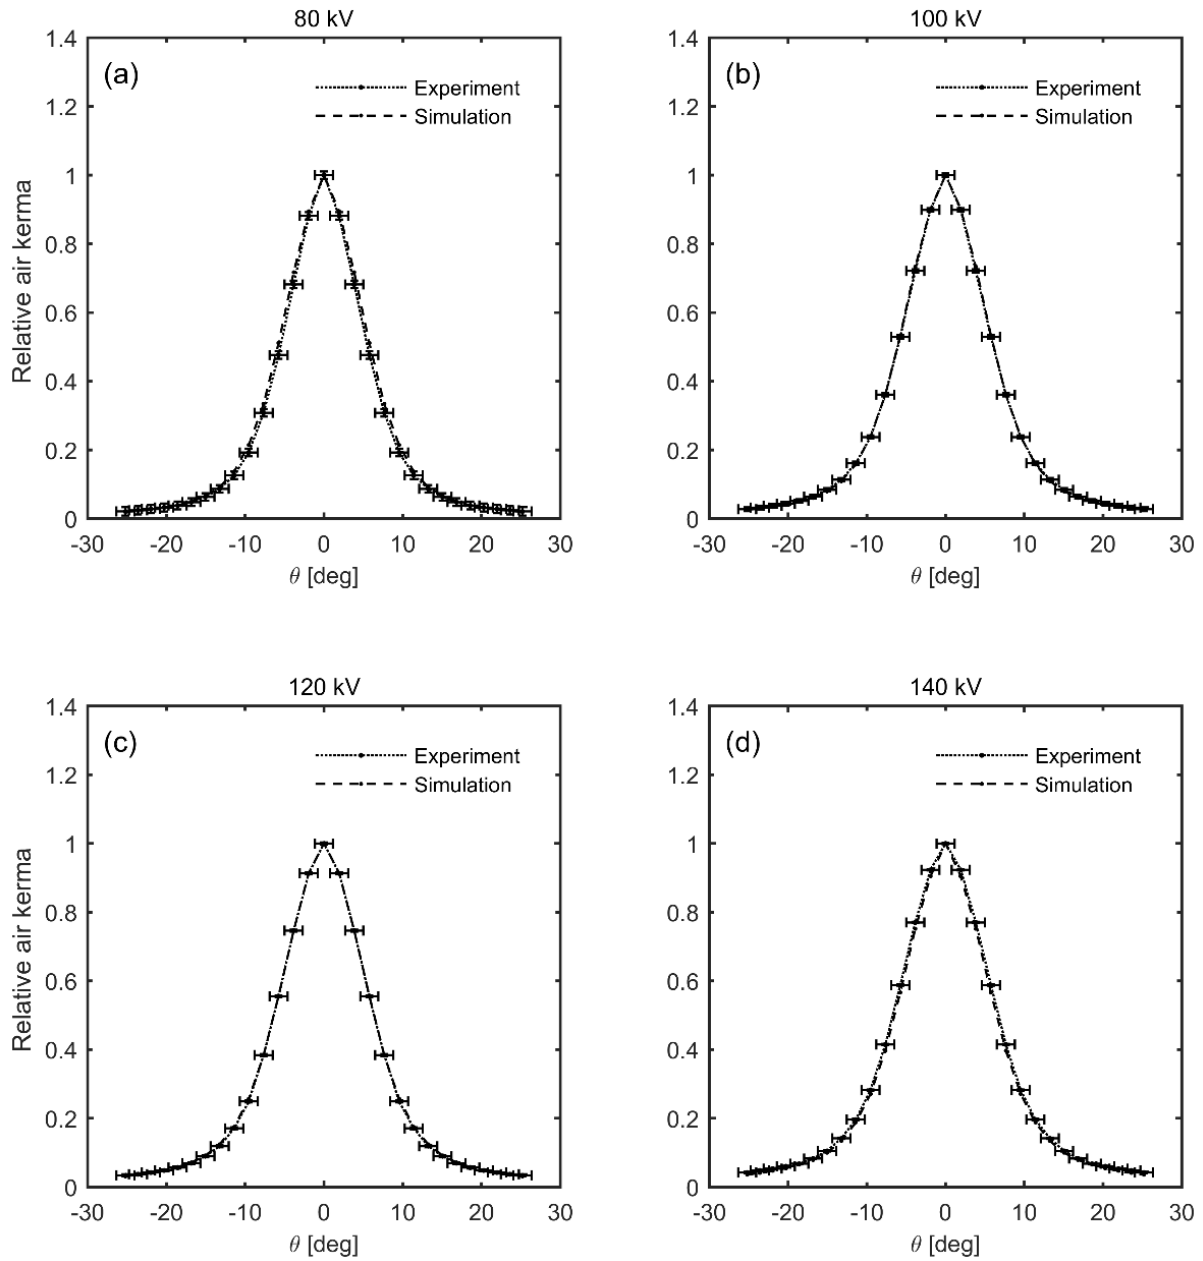 80 kV
(a)
Experiment
Simulation
1.4
1.2
1
0.8
0.6
0.4
0.2
0
Relative air kerma
-30 -20 -10 0 10 20 30
θ [deg]
100 kV
(b)
Experiment
Simulation
1.4
1.2
1
0.8
0.6
0.4
0.2
0
-30 -20 -10 0 10 20 30
θ [deg]
120 kV
(c)
Experiment
Simulation
1.4
1.2
1
0.8
0.6
0.4
0.2
0
Relative air kerma
-30 -20 -10 0 10 20 30
θ [deg]
140 kV
(d)
Experiment
Simulation
1.4
1.2
1
0.8
0.6
0.4
0.2
0
-30 -20 -10 0 10 20 30
θ [deg]